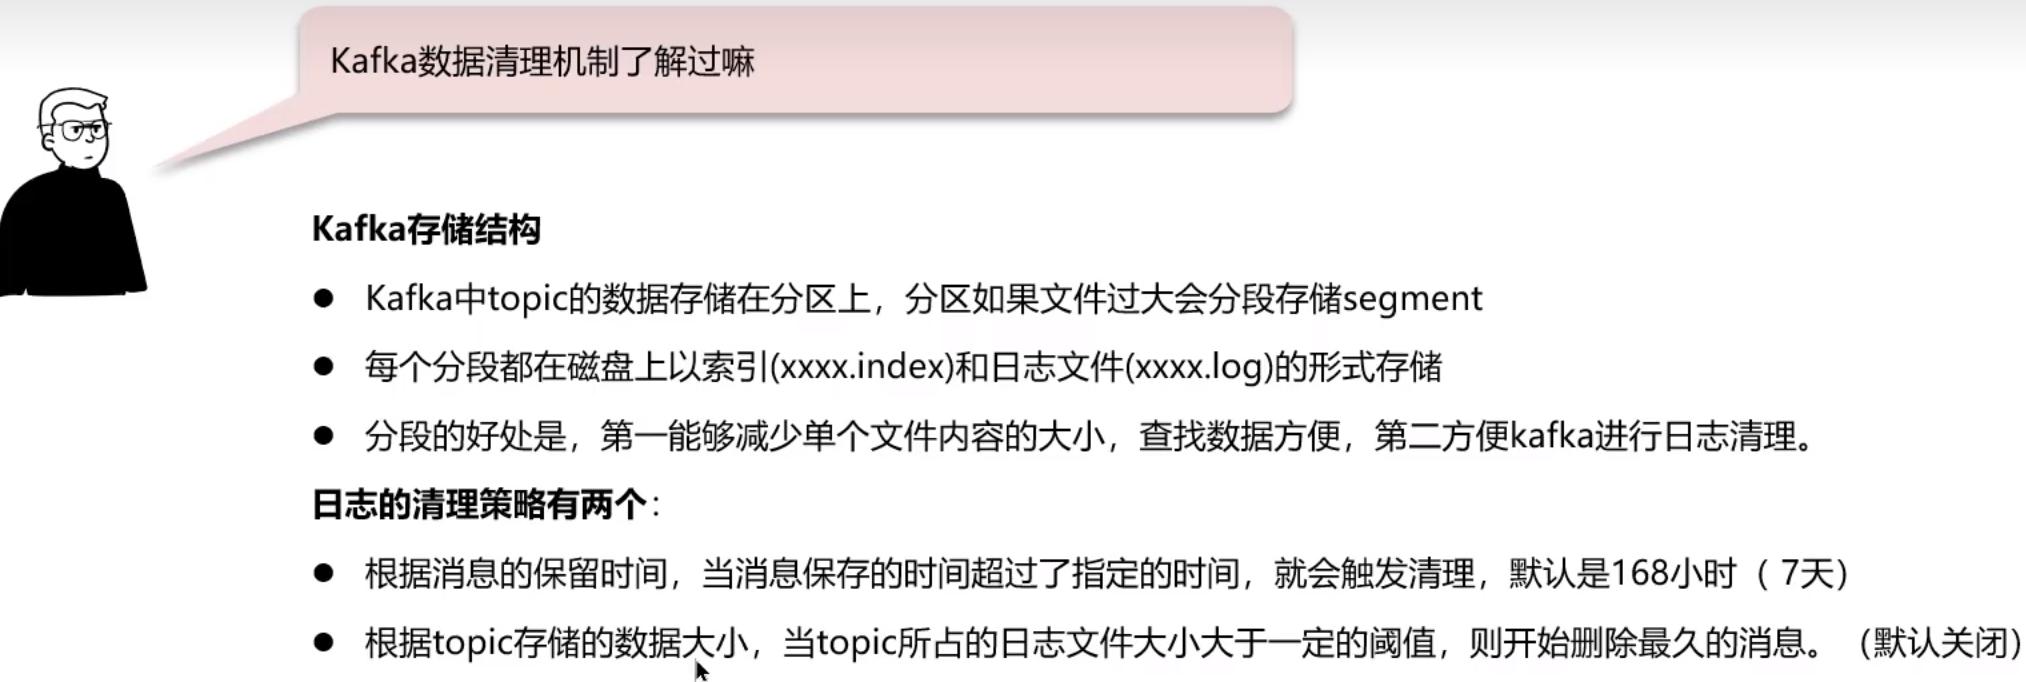 Kafka数据清理机制了解过嘛
Kafka存储结构
● Kafka中topic的数据存储在分区上，分区如果文件过大会分段存储segment
● 每个分段都在磁盘上以索引(xxxx.index)和日志文件(xxxx.log)的形式存储
● 分段的好处是，第一能够减少单个文件内容的大小，查找数据方便，第二方便kafka进行日志清理。
日志的清理策略有两个：
● 根据消息的保留时间，当消息保存的时间超过了指定的时间，就会触发清理，默认是168小时（ 7天）
● 根据topic存储的数据大小，当topic所占的日志文件大小大于一定的阈值，则开始删除最久的消息。（默认关闭）